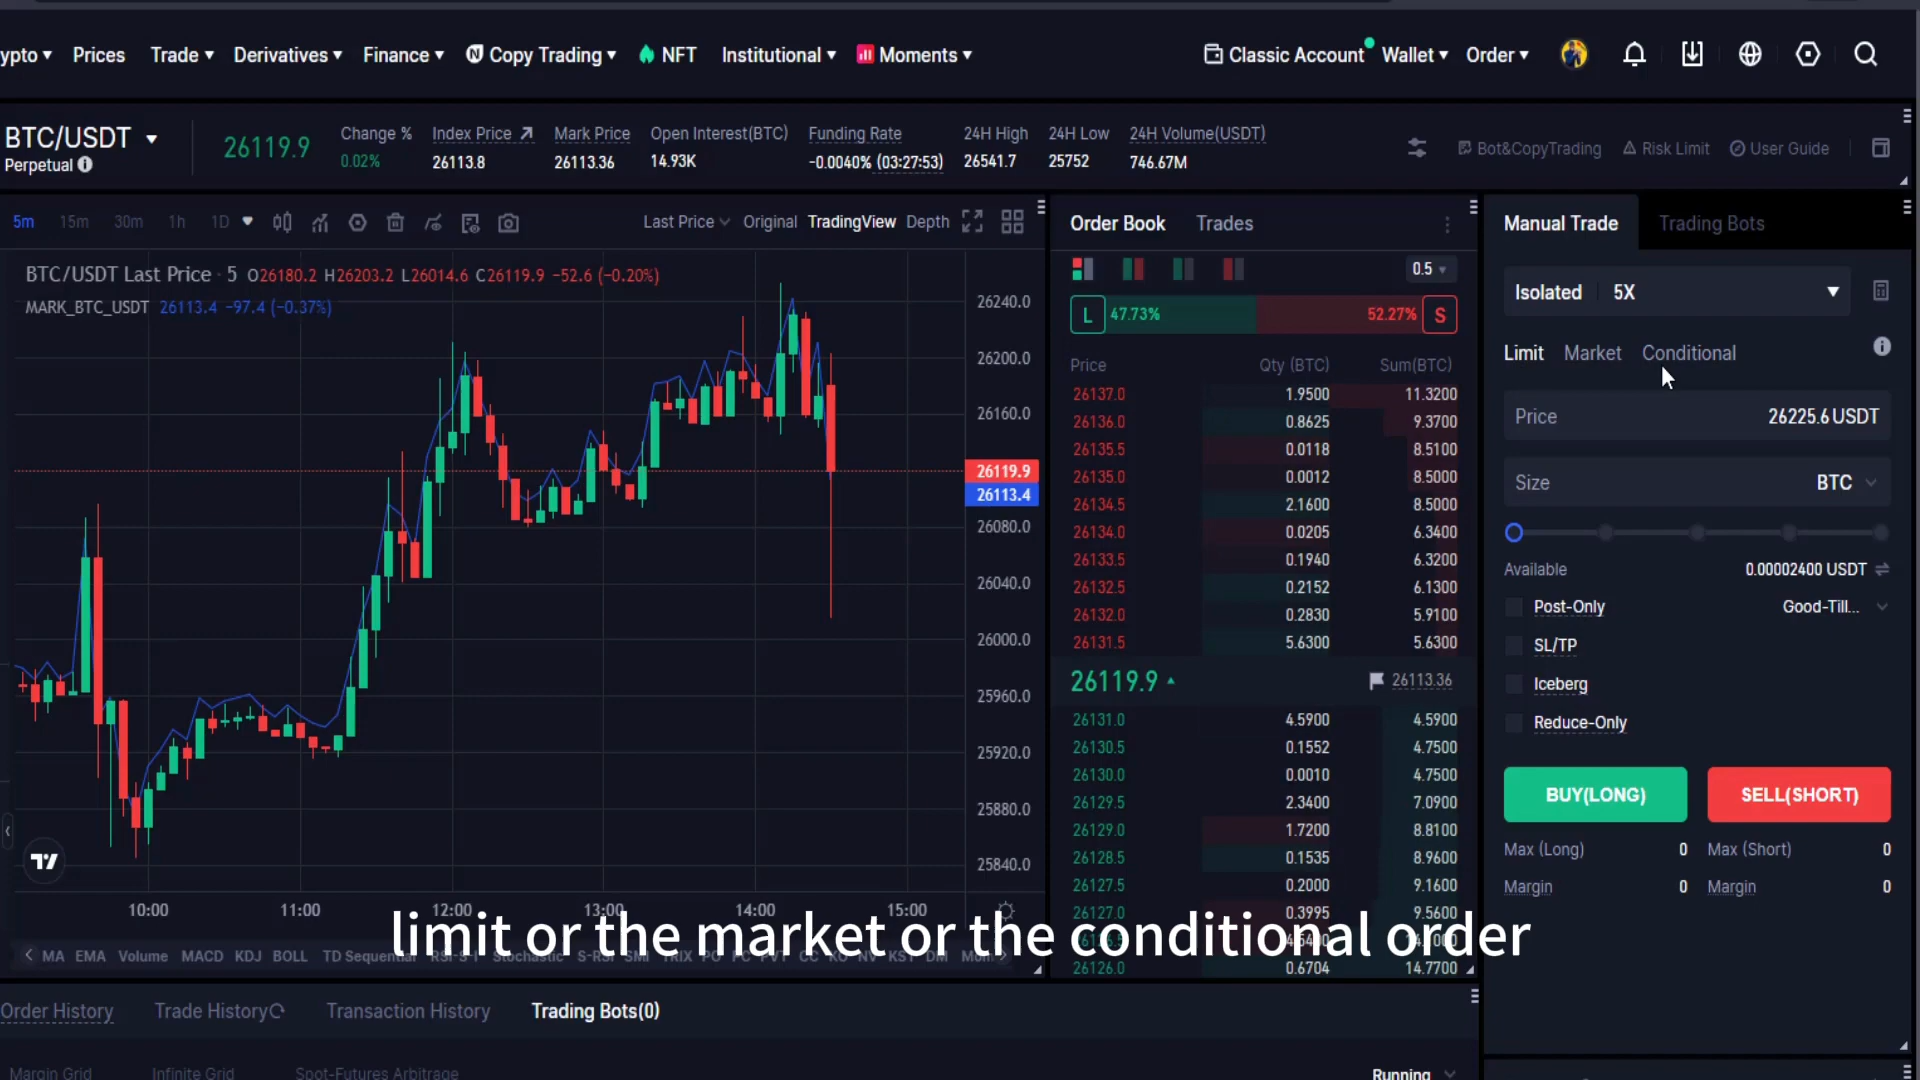 ypto Prices Trade Derivatives Finance Copy Trading NFT Institutional Moments Classic Account Wallet Order
BTC/USDT
Perpetual
26119.9
Change %
0.02%
Index Price
26113.8
Mark Price
26113.36
Open Interest(BTC)
14.93K
Funding Rate
-0.0040% (03:27:53)
24H High
26541.7
24H Low
25752
24H Volume(USDT)
746.67M
Bot&CopyTrading Risk Limit User Guide
5m 15m 30m 1h 1D Last Price Original TradingView Depth
BTC/USDT Last Price · 5 O26180.2 H26203.2 L26014.6 C26119.9 -52.6 (-0.20%)
MARK_BTC_USDT 26113.4 -97.4 (-0.37%)
26240.0
26200.0
26160.0
26119.9
26113.4
26080.0
26040.0
26000.0
25960.0
25920.0
25880.0
25840.0
10:00 11:00 12:00 13:00 14:00 15:00
MA EMA Volume MACD KDJ BOLL TD Sequential
Order Book Trades
0.5
L 47.73% 52.27% S
Price Qty (BTC) Sum(BTC)
26137.0 1.9500 11.3200
26136.0 0.8625 9.3700
26135.5 0.0118 8.5100
26135.0 0.0012 8.5000
26134.5 2.1600 8.5000
26134.0 0.0205 6.3400
26133.5 0.1940 6.3200
26132.5 0.2152 6.1300
26132.0 0.2830 5.9100
26131.5 5.6300 5.6300
26119.9 26113.36
26131.0 4.5900 4.5900
26130.5 0.1552 4.7500
26130.0 0.0010 4.7500
26129.5 2.3400 7.0900
26129.0 1.7200 8.8100
26128.5 0.1535 8.9600
26127.5 0.2000 9.1600
26127.0 0.3995 9.5600
26126.0 0.6704 14.7700
Manual Trade Trading Bots
Isolated 5X
Limit Market Conditional
Price 26225.6 USDT
Size BTC
Available 0.00002400 USDT
Post-Only Good-Till...
SL/TP
Iceberg
Reduce-Only
BUY(LONG) SELL(SHORT)
Max (Long) 0 Max (Short) 0
Margin 0 Margin 0
limit or the market or the conditional order
Order History Trade History Transaction History Trading Bots(0)
Margin Grid Infinite Grid Spot-Futures Arbitrage Running